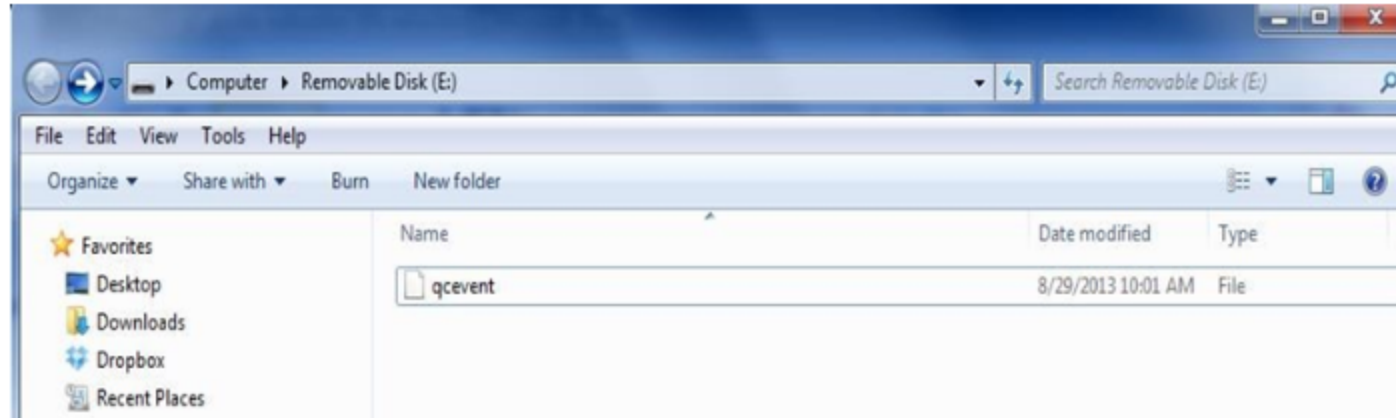 Computer Removable Disk (E:) Search Removable Disk (E:)
File Edit View Tools Help
Organize Share with Burn New folder
Favorites Name Date modified Type
Desktop qcevent 8/29/2013 10:01 AM File
Downloads
Dropbox
Recent Places